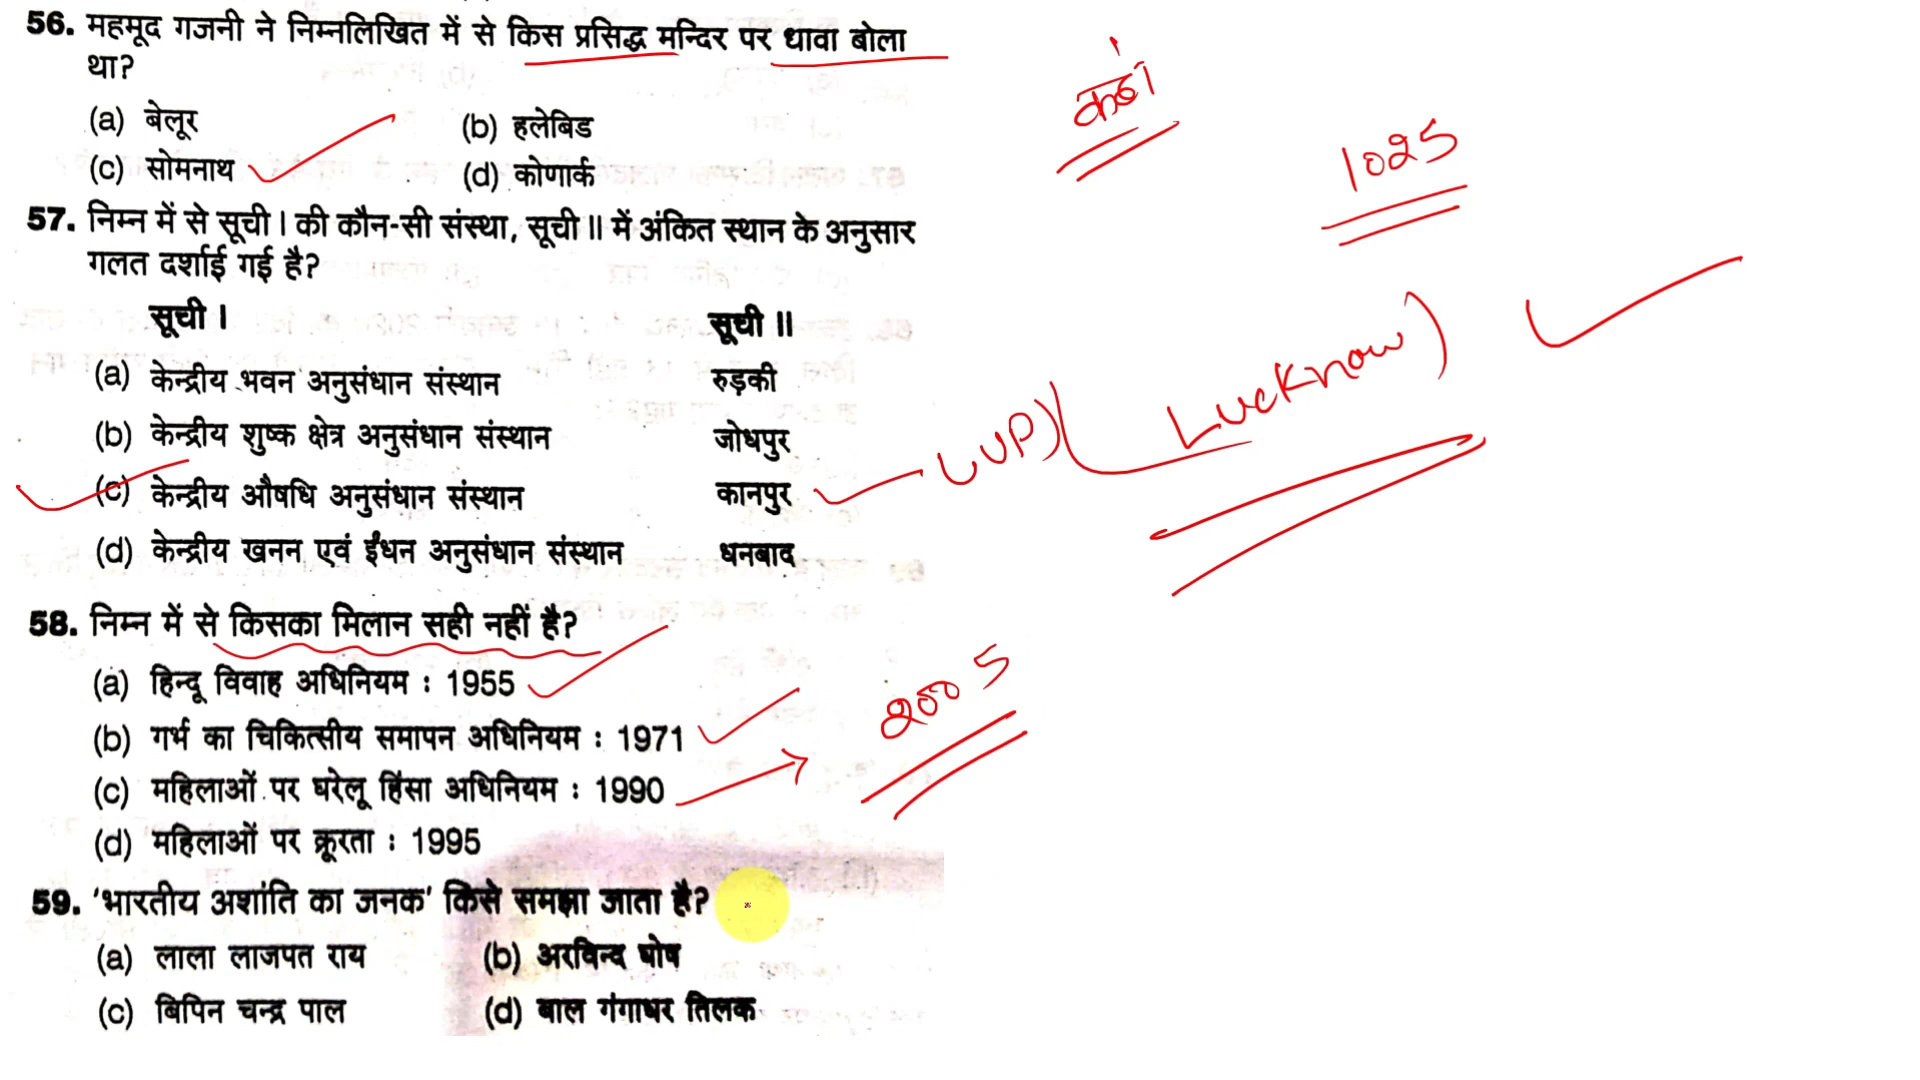 56. महमूद गजनी ने निम्नलिखित में से किस प्रसिद्ध मन्दिर पर धावा बोला
था?
(a) बेलूर (b) हलेबिड
(c) सोमनाथ (d) कोणार्क
कहाँ
1025
57. निम्न में से सूची I की कौन-सी संस्था, सूची II में अंकित स्थान के अनुसार
गलत दर्शाई गई है?
सूची I सूची II
(a) केन्द्रीय भवन अनुसंधान संस्थान रुड़की
(b) केन्द्रीय शुष्क क्षेत्र अनुसंधान संस्थान जोधपुर
(c) केन्द्रीय औषधि अनुसंधान संस्थान कानपुर (UP) (Lucknow)
(d) केन्द्रीय खनन एवं ईंधन अनुसंधान संस्थान धनबाद
58. निम्न में से किसका मिलान सही नहीं है?
(a) हिन्दू विवाह अधिनियम : 1955
(b) गर्भ का चिकित्सीय समापन अधिनियम : 1971
(c) महिलाओं पर घरेलू हिंसा अधिनियम : 1990 2005
(d) महिलाओं पर क्रूरता : 1995
59. 'भारतीय अशांति का जनक' किसे समझा जाता है?
(a) लाला लाजपत राय (b) अरविन्द घोष
(c) बिपिन चन्द्र पाल (d) बाल गंगाधर तिलक